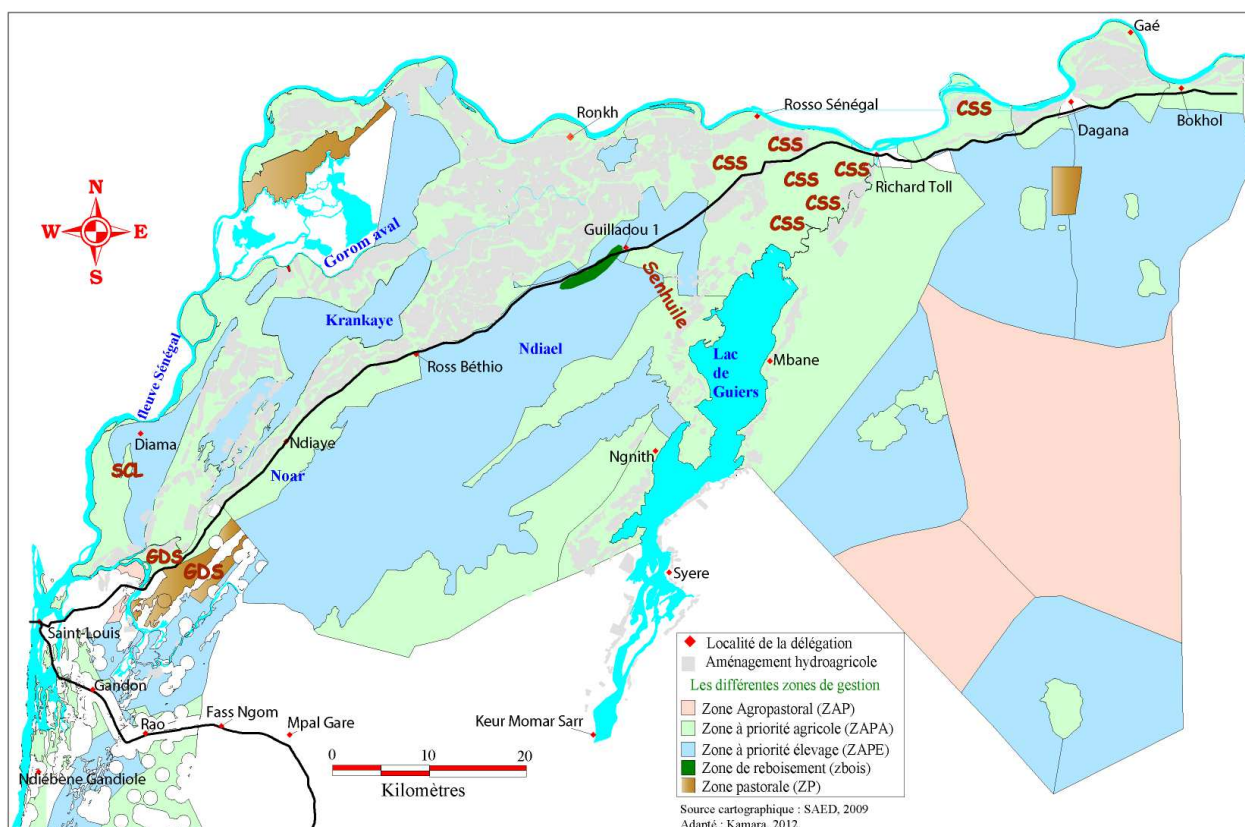 Gaé
Ronkh
Rosso Sénégal
CSS
Dagana
Bokhol
CSS
CSS
CSS
CSS
CSS
CSS
Richard Toll
N
W E
S
Gorom aval
Guilladou 1
Senhuile
Krankaye
Ndiael
Lac
de
Guiers
Mbane
fleuve Sénégal
Ross Béthio
Diama
Ndiaye
Ngnith
SCL
Noar
GDS
GDS
Syere
Saint-Louis
Gandon
Rao
Fass Ngom
Mpal Gare
Keur Momar Sarr
Ndiébène Gandiole
0 10 20
Kilomètres
Localité de la délégation
Aménagement hydroagricole
Les différentes zones de gestion
Zone Agropastoral (ZAP)
Zone à priorité agricole (ZAPA)
Zone à priorité élevage (ZAPE)
Zone de reboisement (zbois)
Zone pastorale (ZP)
Source cartographique : SAED, 2009
Adapté : Kamara, 2012